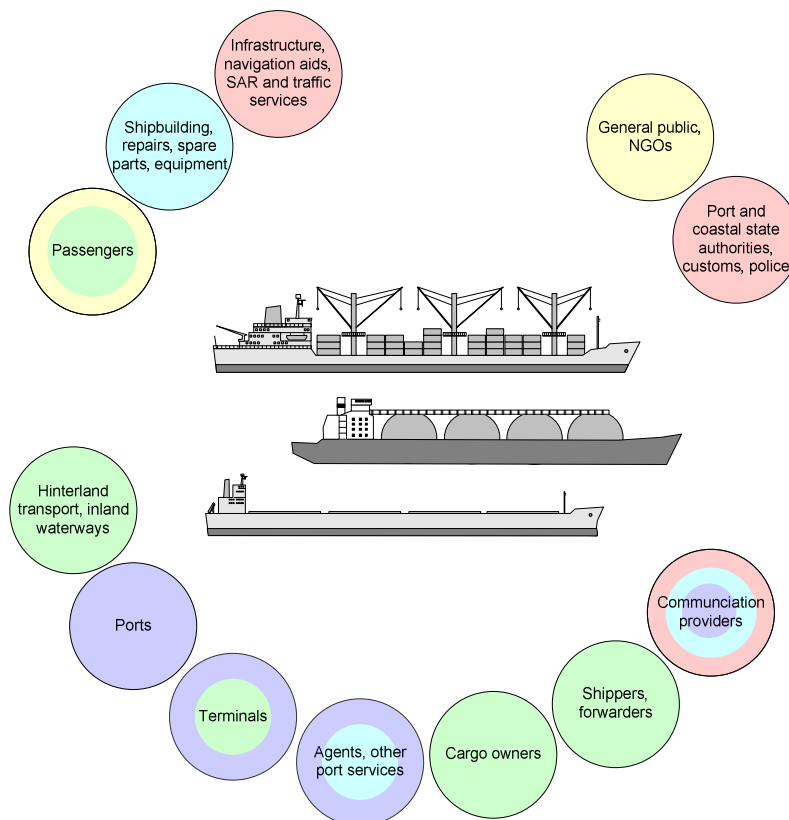 Infrastructure,
navigation aids,
SAR and traffic
services
Shipbuilding,
repairs, spare
parts, equipment
Passengers
General public,
NGOs
Port and
coastal state
authorities,
customs, police
Hinterland
transport, inland
waterways
Ports
Terminals
Agents, other
port services
Cargo owners
Shippers,
forwarders
Communciation
providers